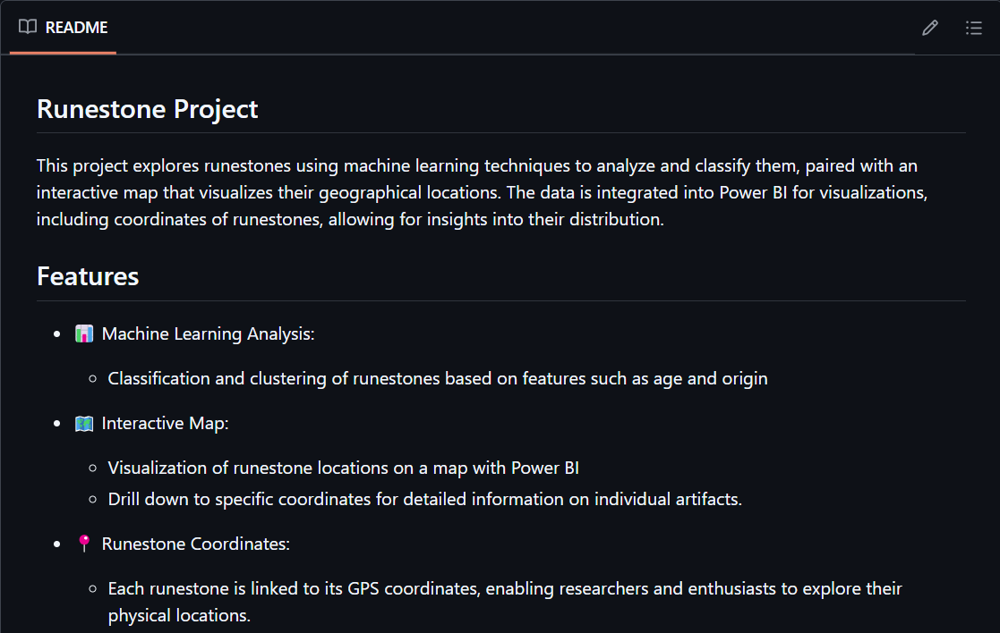 README
Runestone Project
This project explores runestones using machine learning techniques to analyze and classify them, paired with an
interactive map that visualizes their geographical locations. The data is integrated into Power BI for visualizations,
including coordinates of runestones, allowing for insights into their distribution.
Features
Machine Learning Analysis:
Classification and clustering of runestones based on features such as age and origin
Interactive Map:
Visualization of runestone locations on a map with Power BI
Drill down to specific coordinates for detailed information on individual artifacts.
Runestone Coordinates:
Each runestone is linked to its GPS coordinates, enabling researchers and enthusiasts to explore their
physical locations.